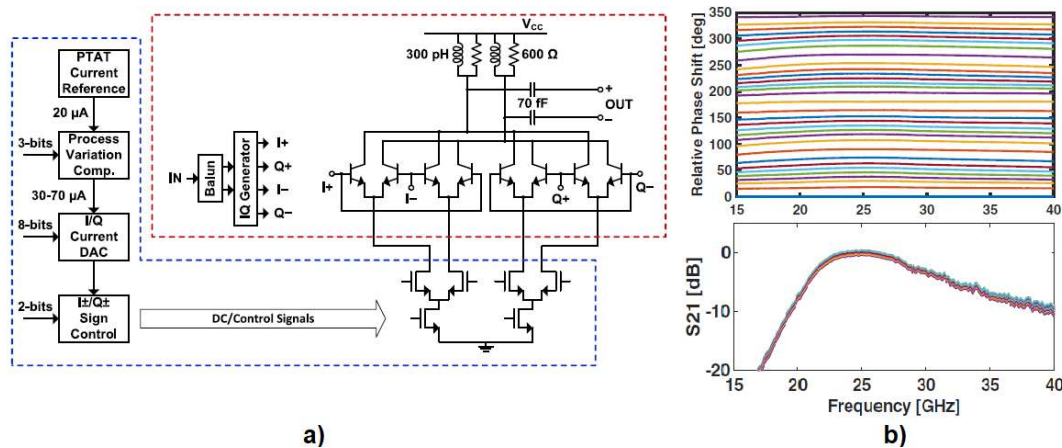 PTAT
Current
Reference
20 µA
3-bits
Process
Variation
Comp.
30-70 µA
8-bits
I/Q
Current
DAC
2-bits
I±/Q±
Sign
Control
DC/Control Signals
IN
Balun
IQ Generator
I+
Q+
I−
Q−
VCC
300 pH
600 Ω
70 fF
+
OUT
−
I+
I−
Q+
Q−
a)
Relative Phase Shift [deg]
350
300
250
200
150
100
50
0
15 20 25 30 35 40
S21 [dB]
0
-10
-20
15 20 25 30 35 40
Frequency [GHz]
b)